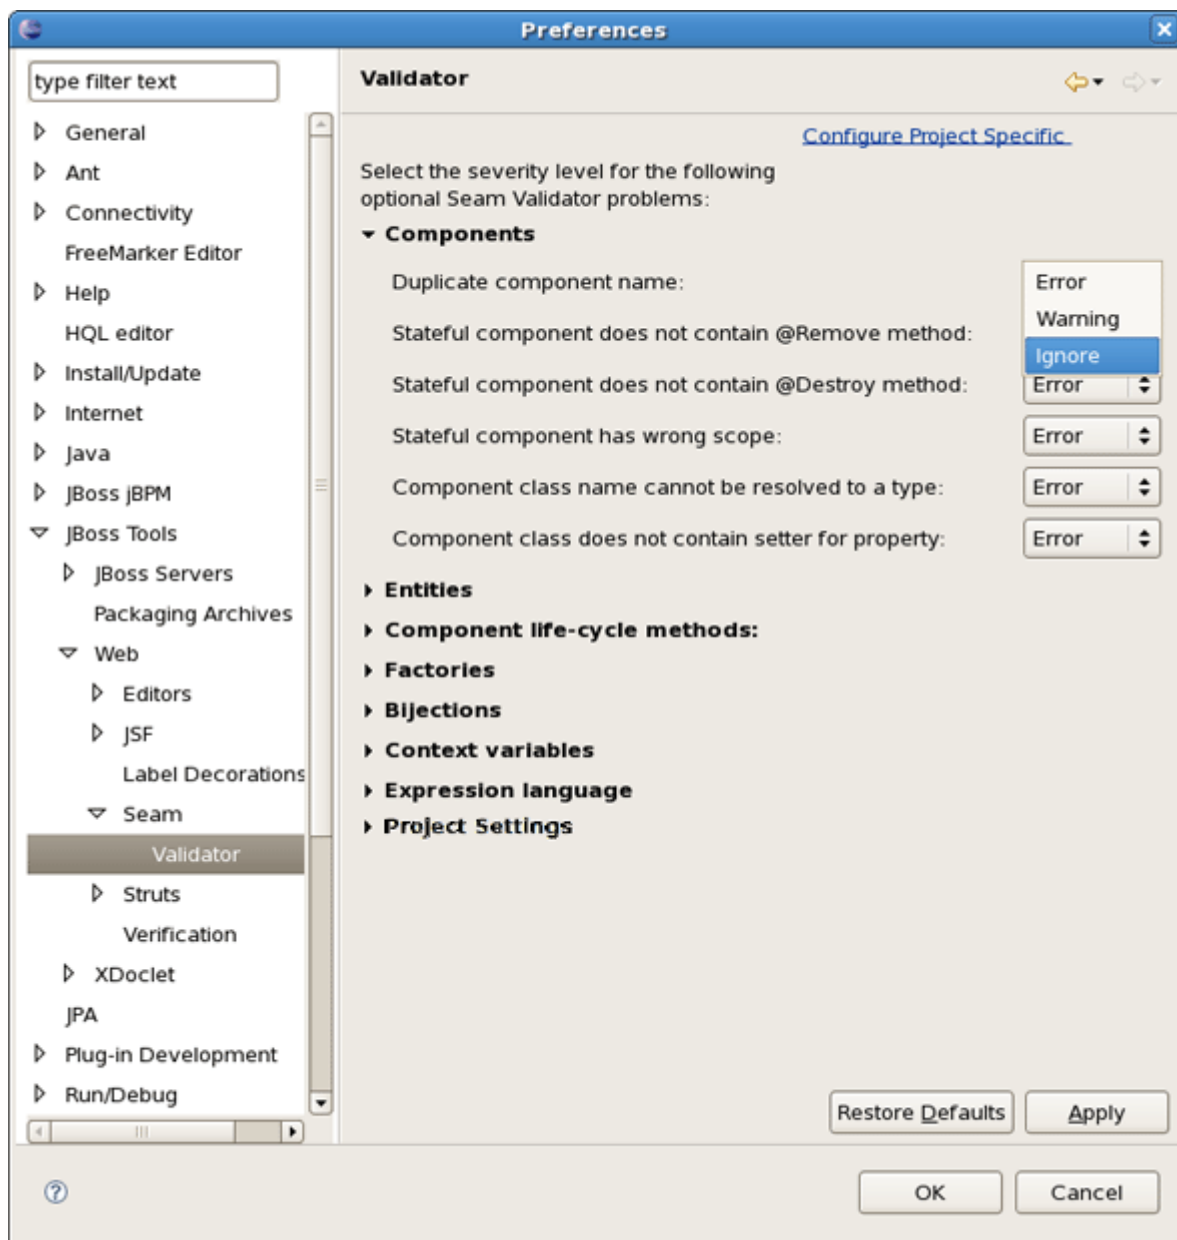 Preferences
type filter text
General
Ant
Connectivity
FreeMarker Editor
Help
HQL editor
Install/Update
Internet
Java
JBoss jBPM
JBoss Tools
JBoss Servers
Packaging Archives
Web
Editors
JSF
Label Decorations
Seam
Validator
Struts
Verification
XDoclet
JPA
Plug-in Development
Run/Debug
Validator
Configure Project Specific
Select the severity level for the following
optional Seam Validator problems:
Components
Duplicate component name:
Error
Warning
Stateful component does not contain @Remove method:
Ignore
Stateful component does not contain @Destroy method: Error
Stateful component has wrong scope: Error
Component class name cannot be resolved to a type: Error
Component class does not contain setter for property: Error
Entities
Component life-cycle methods:
Factories
Bijections
Context variables
Expression language
Project Settings
Restore Defaults Apply
? OK Cancel